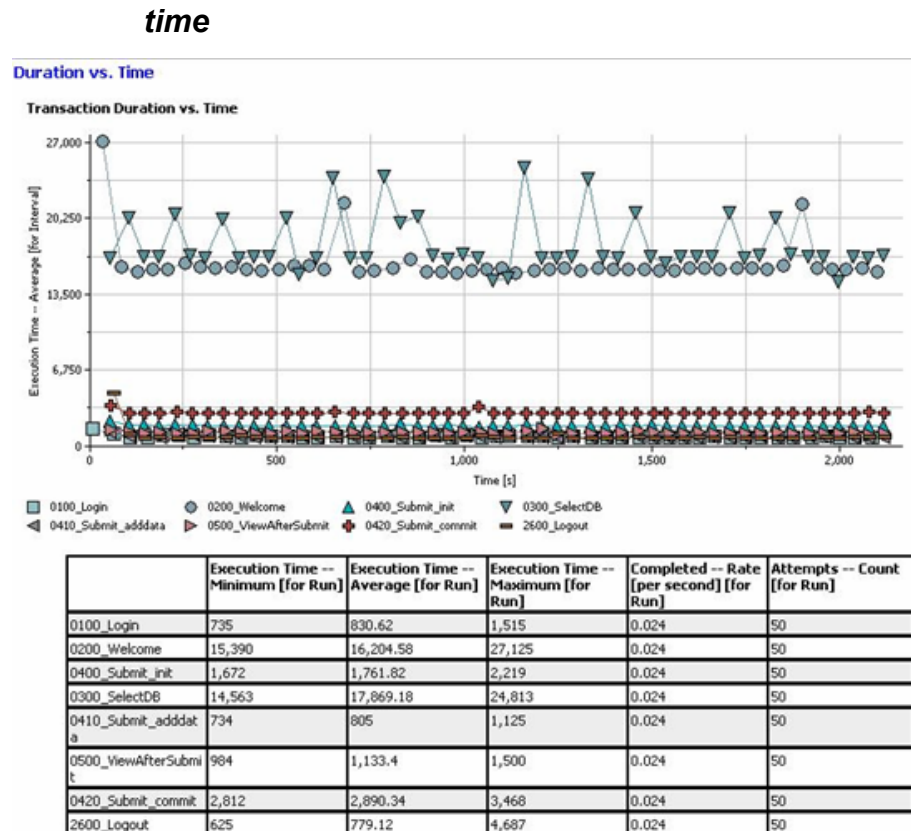 time
Duration vs. Time
Transaction Duration vs. Time
Execution Time -- Average [for Interval]
27,000
20,250
13,500
6,750
0
0 500 1,000 1,500 2,000
Time [s]
0100_Login 0200_Welcome 0400_Submit_init 0300_SelectDB
0410_Submit_adddata 0500_ViewAfterSubmit 0420_Submit_commit 2600_Logout
Execution Time -- Minimum [for Run] Execution Time -- Average [for Run] Execution Time -- Maximum [for Run] Completed -- Rate [per second] [for Run] Attempts -- Count [for Run]
0100_Login 735 830.62 1,515 0.024 50
0200_Welcome 15,390 16,204.58 27,125 0.024 50
0400_Submit_init 1,672 1,761.82 2,219 0.024 50
0300_SelectDB 14,563 17,869.18 24,813 0.024 50
0410_Submit_adddata 734 805 1,125 0.024 50
0500_ViewAfterSubmit 984 1,133.4 1,500 0.024 50
0420_Submit_commit 2,812 2,890.34 3,468 0.024 50
2600_Logout 625 779.12 4,687 0.024 50